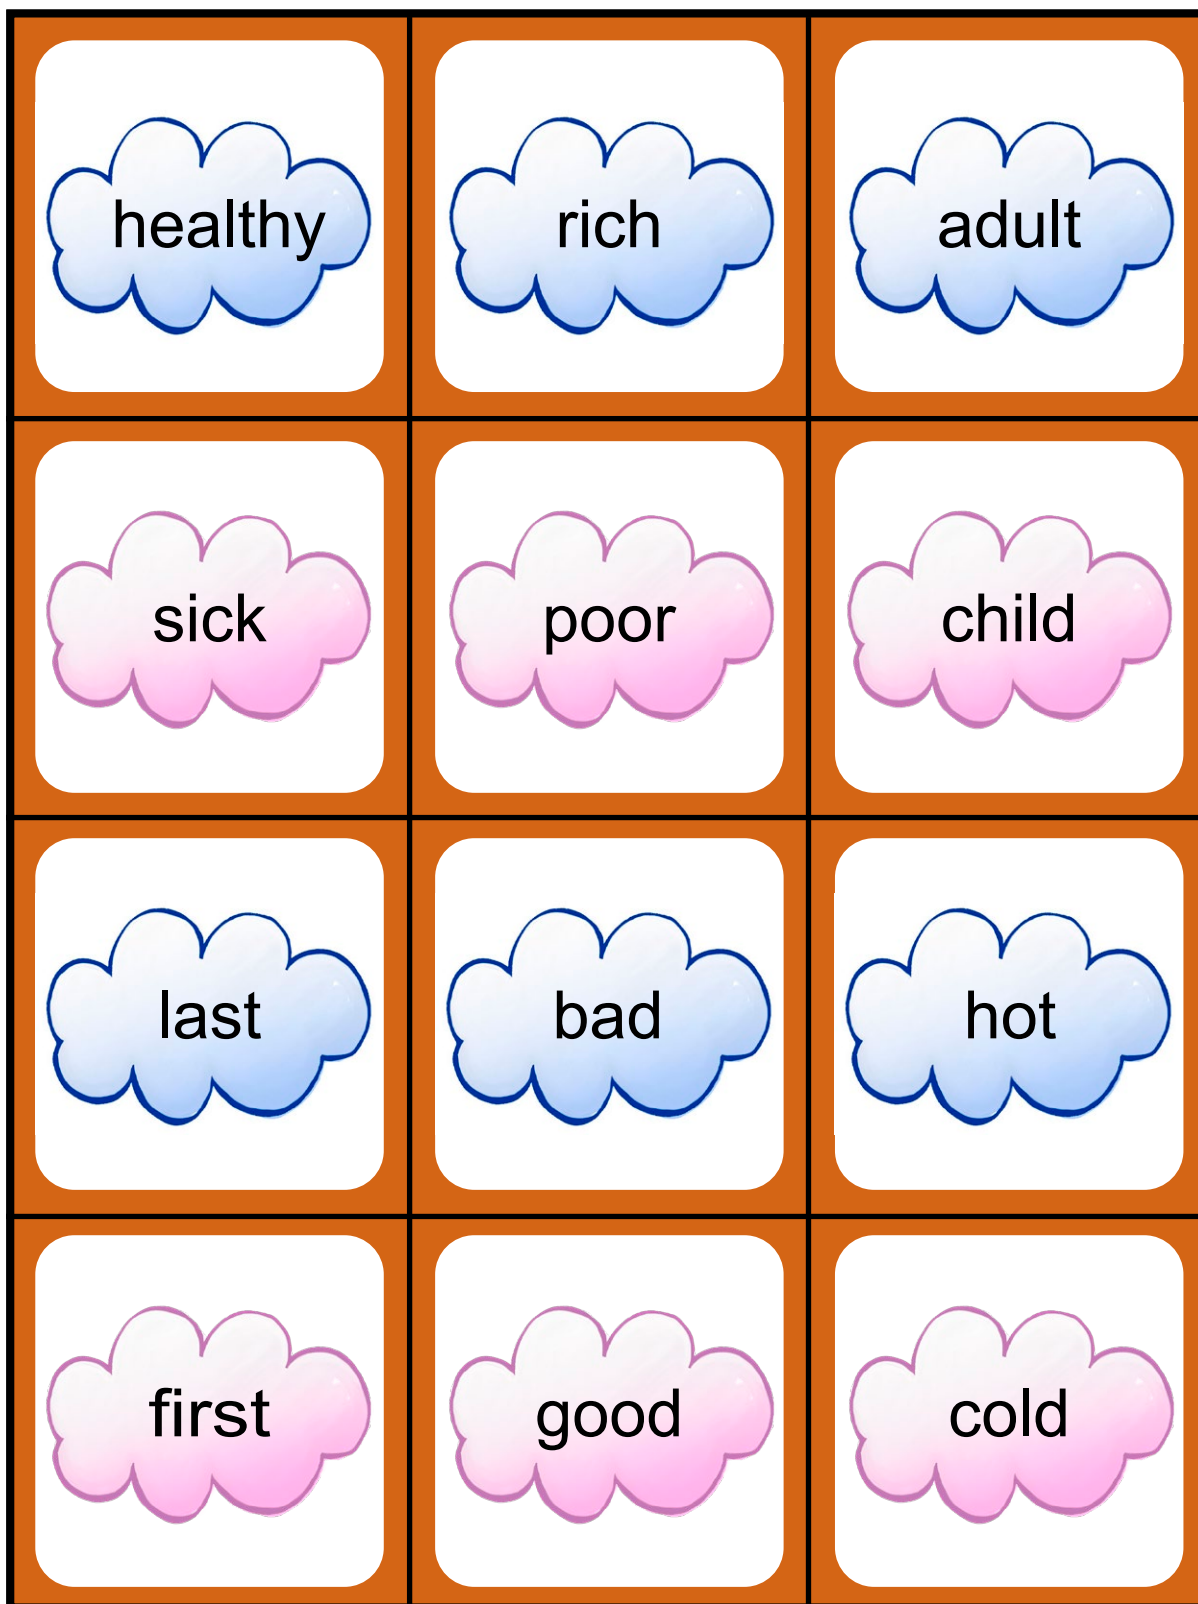 healthy
rich
adult
sick
poor
child
last
bad
hot
first
good
cold